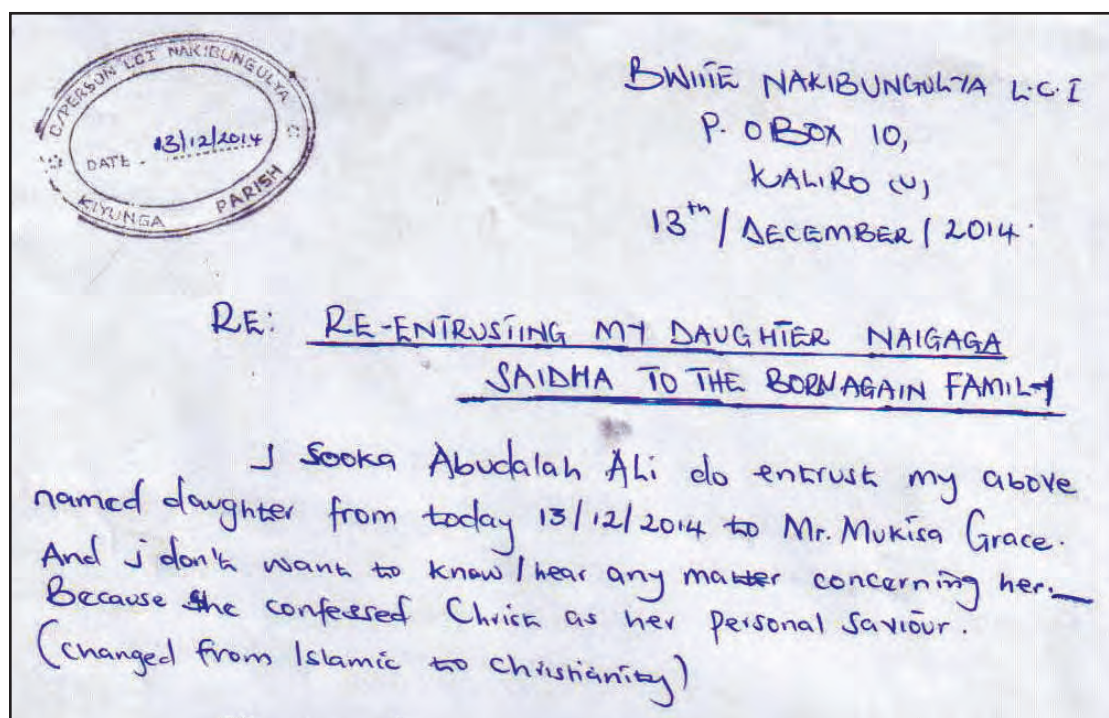 C/PERSON LCI NAKIBUNGULYA
DATE - 13/12/2014
KIYUNGA PARISH
BWIITE NAKIBUNGULYA L.C.I
P. O BOX 10,
KALIRO (U)
13th / DECEMBER / 2014.
RE: RE-ENTRUSTING MY DAUGHTER NAIGAGA
SAIDHA TO THE BORNAGAIN FAMILY
I Sooka Abudalah Ali do entrust my above
named daughter from today 13/12/2014 to Mr. Mukisa Grace.
And i don't want to know / hear any matter concerning her.
Because she confessed Christ as her personal Saviour.
(changed from Islamic to Christianity)